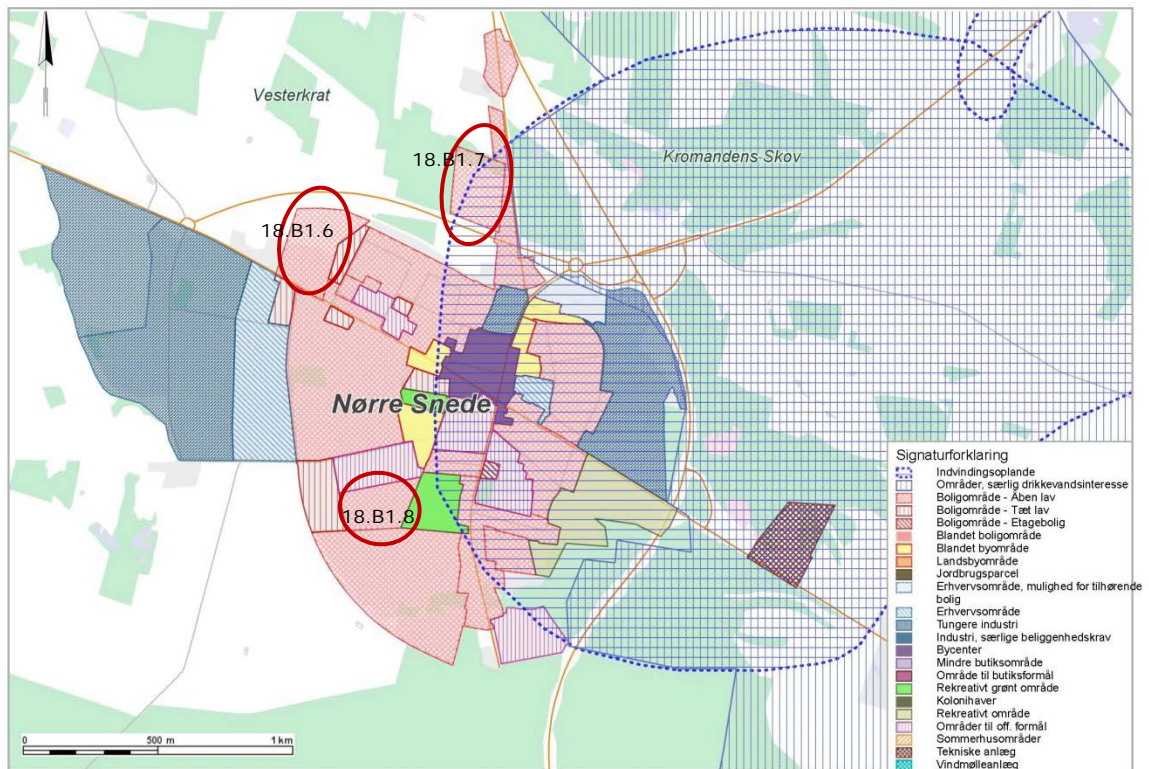 Vesterkrat
Kromandens Skov
18.B1.7
18.B1.6
Nørre Snede
18.B1.8
Signaturforklaring
Indvindingsoplande
Områder, særlig drikkevandsinteresse
Boligområde - Åben lav
Boligområde - Tæt lav
Boligområde - Etagebolig
Blandet boligområde
Blandet byområde
Landsbyområde
Jordbrugsparcel
Erhvervsområde, mulighed for tilhørende
bolig
Erhvervsområde
Tungere industri
Industri, særlige beliggenhedskrav
Bycenter
Mindre butiksområde
Område til butiksformål
Rekreativt grønt område
Kolonihaver
Rekreativt område
Områder til off. formål
Sommerhusområder
Tekniske anlæg
Vindmølleanlæg
0 500 m 1 km